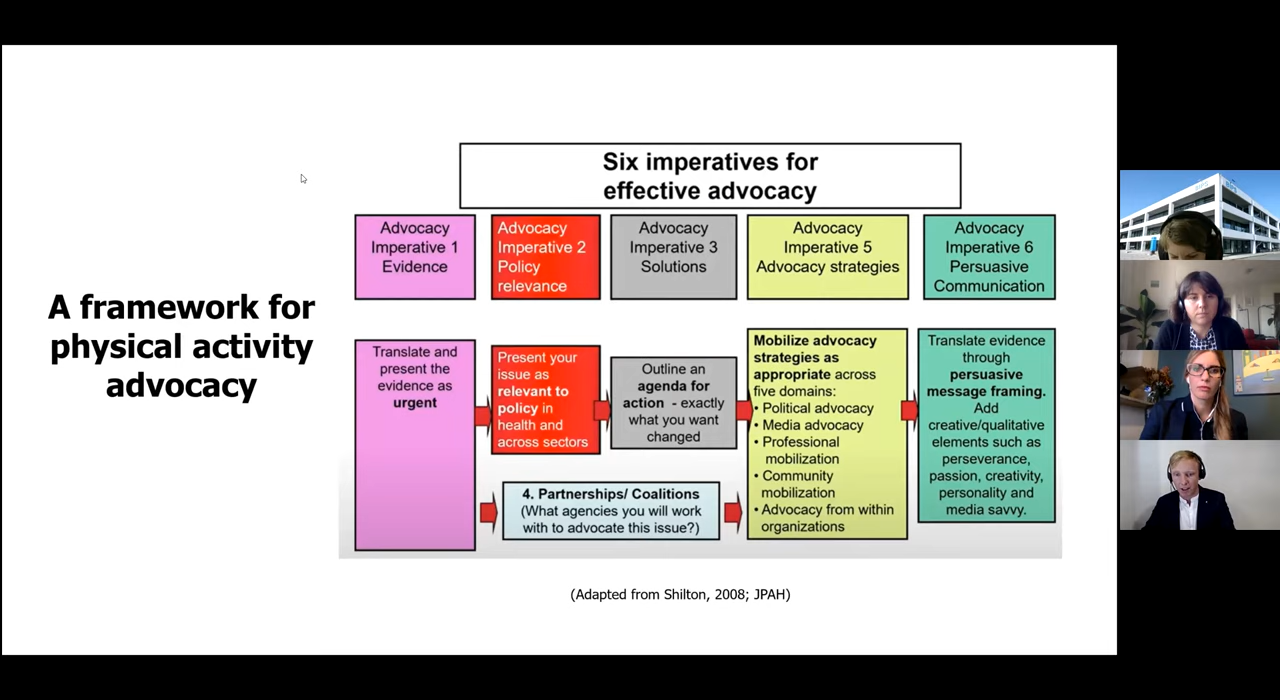 A framework for
physical activity
advocacy
Six imperatives for
effective advocacy
Advocacy
Imperative 1
Evidence
Advocacy
Imperative 2
Policy
relevance
Advocacy
Imperative 3
Solutions
Advocacy
Imperative 5
Advocacy strategies
Advocacy
Imperative 6
Persuasive
Communication
Translate and
present the
evidence as
urgent
Present your
issue as
relevant to
policy in
health and
across sectors
Outline an
agenda for
action - exactly
what you want
changed
4. Partnerships/ Coalitions
(What agencies you will work
with to advocate this issue?)
Mobilize advocacy
strategies as
appropriate across
five domains:
• Political advocacy
• Media advocacy
• Professional
mobilization
• Community
mobilization
• Advocacy from within
organizations
Translate evidence
through
persuasive
message framing.
Add
creative/qualitative
elements such as
perseverance,
passion, creativity,
personality and
media savvy.
(Adapted from Shilton, 2008; JPAH)